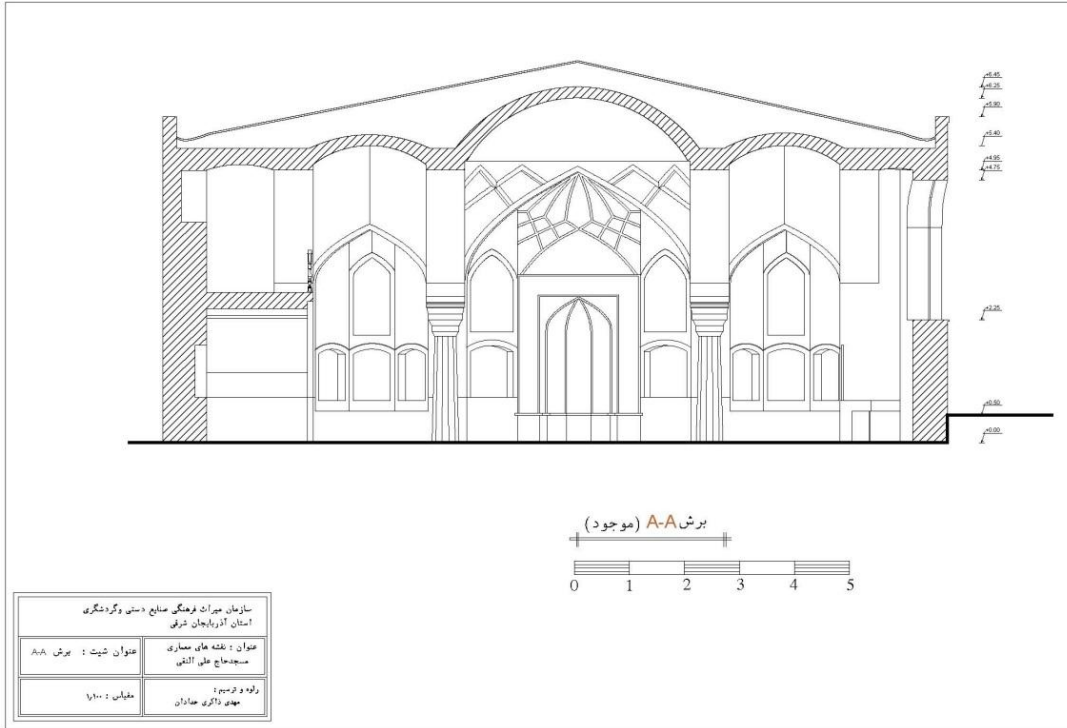 +6.45
+6.25
+5.90
+5.40
+4.95
+4.75
+2.25
+0.60
+0.00
برش A-A (موجود)
0 1 2 3 4 5
سازمان میراث فرهنگی صنایع دستی وگردشگری
استان آذربایجان شرقی
عنوان : نقشه های معماری
مسجدحاج علی النقی
عنوان شیت : برش A-A
راوه و ترسیم :
مهدی ذاکری حدادان
مقیاس : ۱٫۱۰۰